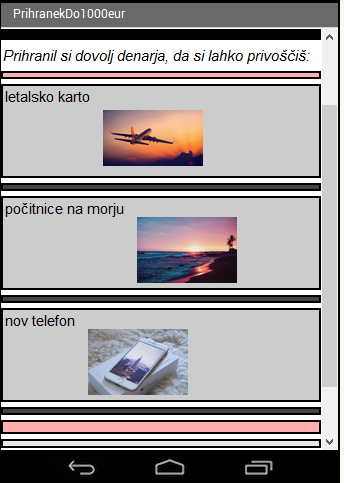 PrihranekDo1000eur
Prihranil si dovolj denarja, da si lahko privoščiš:
letalsko karto
počitnice na morju
nov telefon